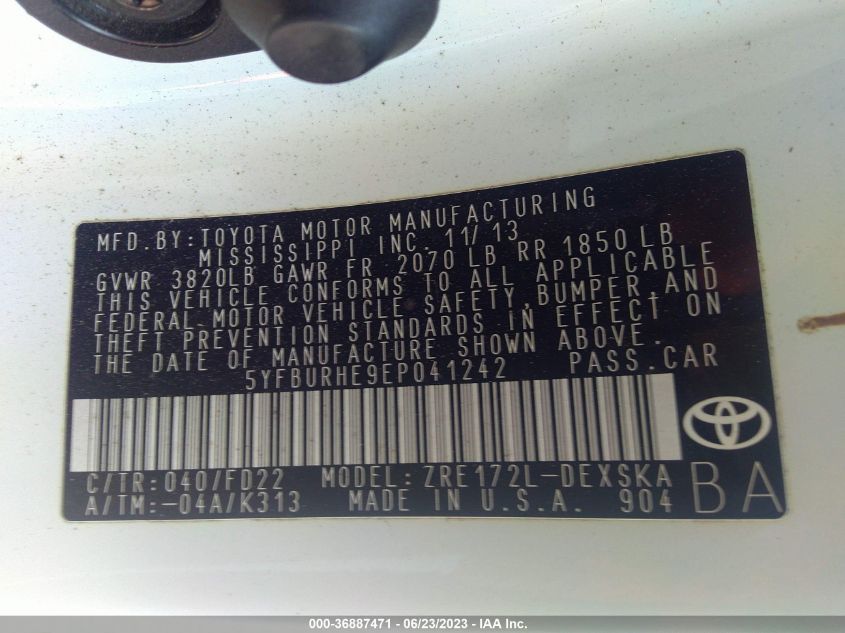 MFD.BY:TOYOTA MOTOR MANUFACTURING
MISSISSIPPI INC. 11/13
GVWR 3820LB GAWR FR 2070 LB RR 1850 LB
THIS VEHICLE CONFORMS TO ALL APPLICABLE
FEDERAL MOTOR VEHICLE SAFETY,BUMPER,AND
THEFT PREVENTION STANDARDS IN EFFECT ON
THE DATE OF MANUFACTURE SHOWN ABOVE.
5YFBURHE9EP041242 PASS.CAR
C/TR:040/FD22 MODEL:ZRE172L-DEXSKA
A/TM:-04A/K313 MADE IN U.S.A. 904
BA
000-36887471 - 06/23/2023 - IAA Inc.